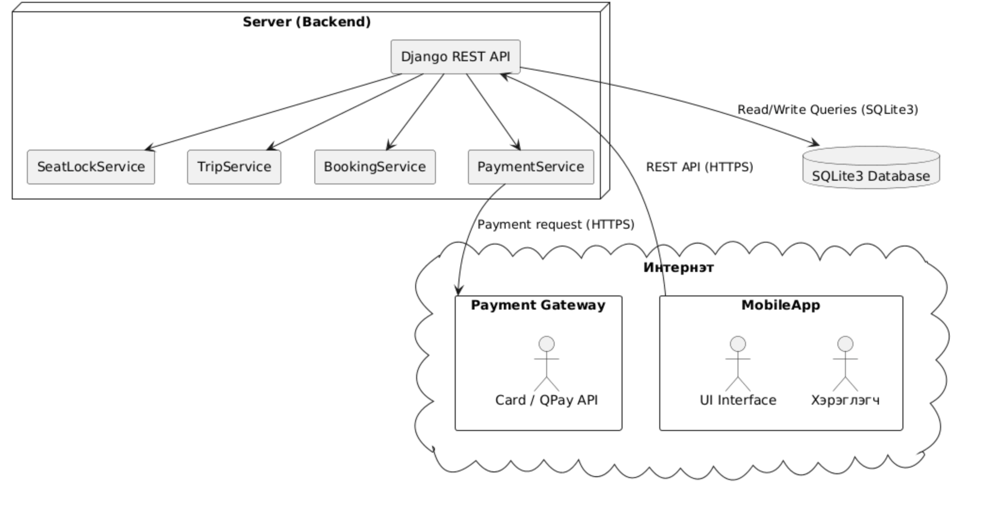 Server (Backend)
Django REST API
Read/Write Queries (SQLite3)
SeatLockService
TripService
BookingService
PaymentService
REST API (HTTPS)
SQLite3 Database
Payment request (HTTPS)
Интернэт
Payment Gateway
MobileApp
Card / QPay API
UI Interface
Хэрэглэгч